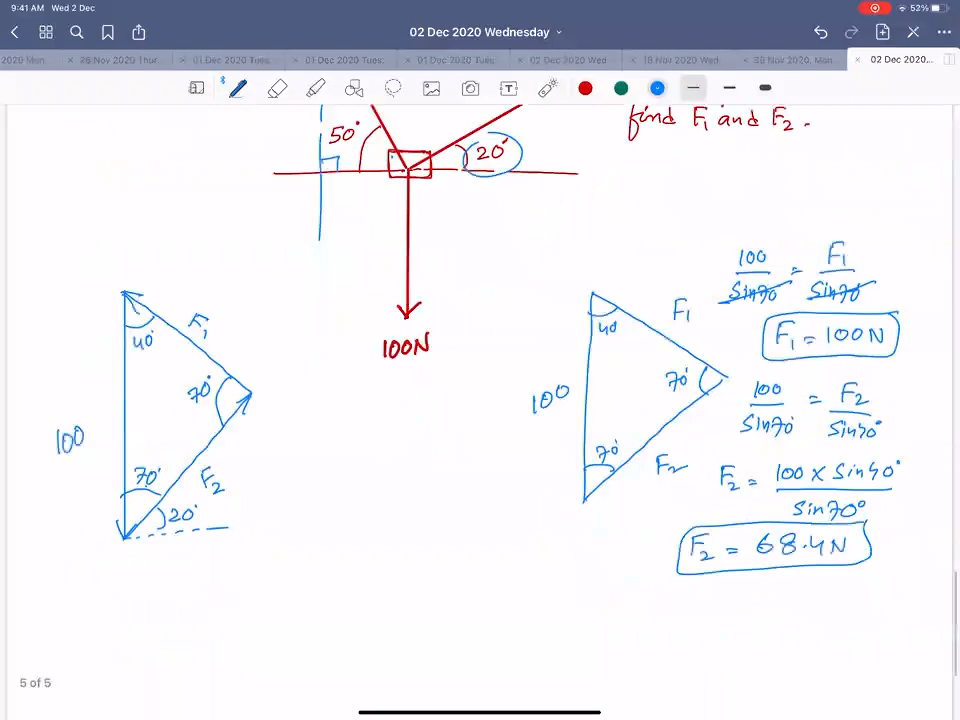 9:41 AM Wed 2 Dec
52%
02 Dec 2020 Wednesday
2020 Mon
26 Nov 2020 Thur...
01 Dec 2020 Tues
01 Dec 2020 Tues.
01 Dec 2020 Tues
02 Dec 2020 Wed
18 Nov 2020 Wed
30 Nov 2020, Mon
02 Dec 2020...
find F₁ and F₂.
50°
20°
100N
40°
F₁
70°
100
70°
F₂
20°
40
F₁
70°
100
70°
F₂
100/Sin70 = F₁/Sin70
F₁ = 100N
100/Sin70 = F₂/Sin40°
F₂ = 100 x Sin40°/Sin70°
F₂ = 68.4N
5 of 5